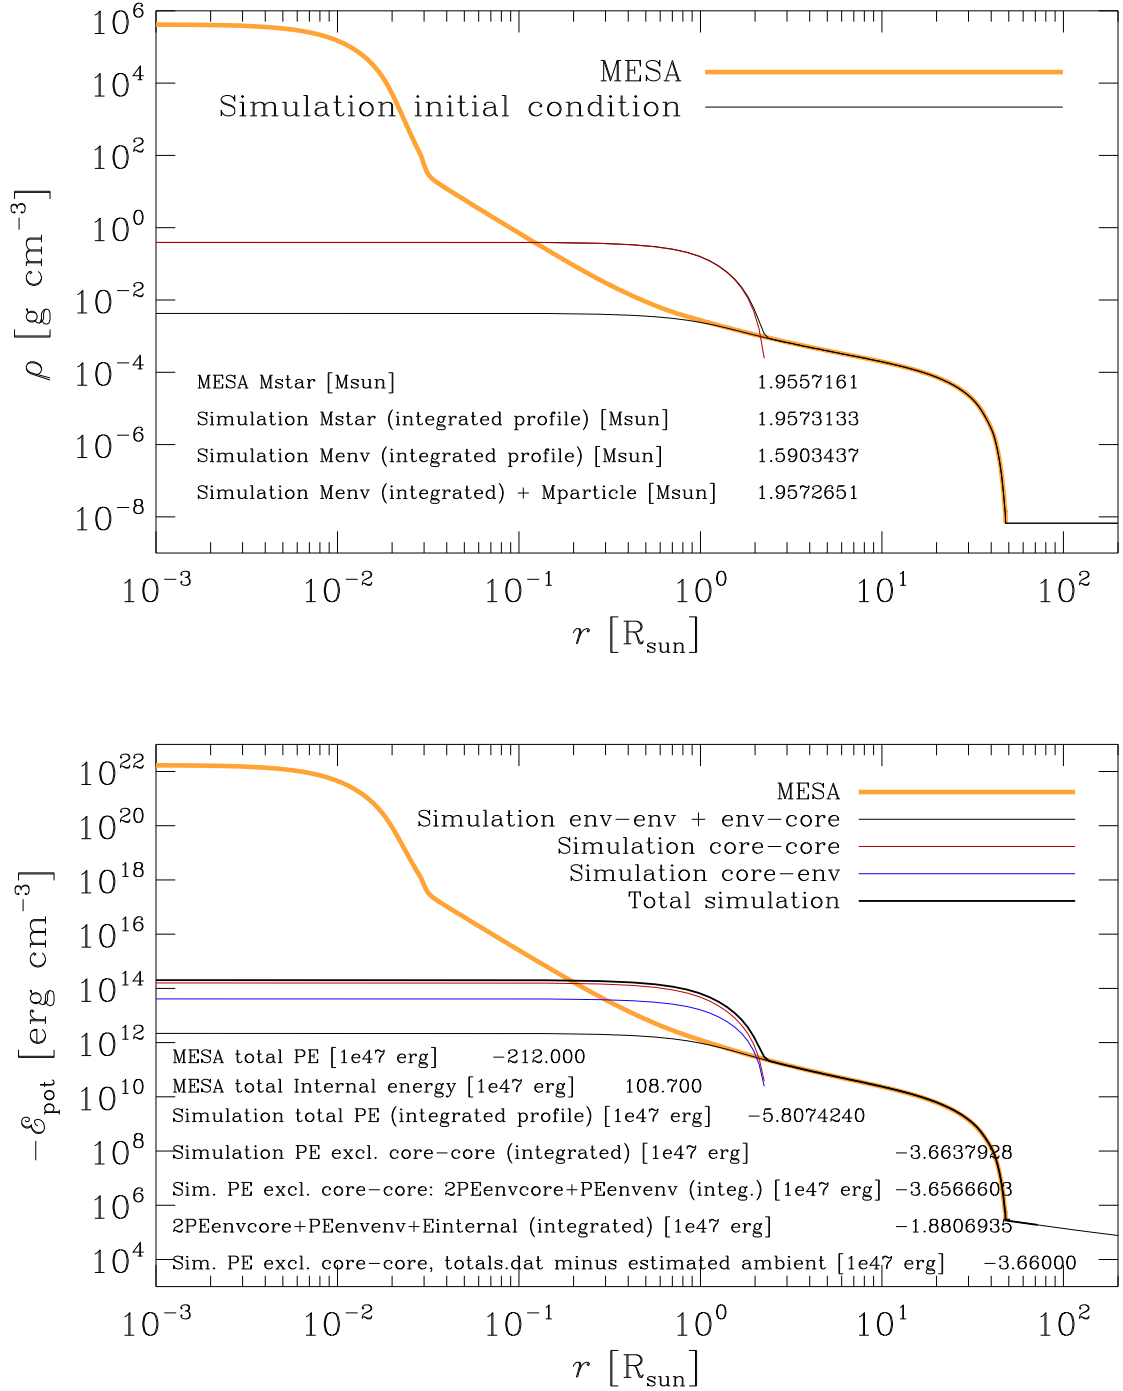 10^6
10^4
10^2
10^0
10^−2
10^−4
10^−6
10^−8
ρ [g cm^−3]
MESA
Simulation initial condition
MESA Mstar [Msun] 1.9557161
Simulation Mstar (integrated profile) [Msun] 1.9573133
Simulation Menv (integrated profile) [Msun] 1.5903437
Simulation Menv (integrated) + Mparticle [Msun] 1.9572651
10^−3 10^−2 10^−1 10^0 10^1 10^2
r [R_sun]
10^22
10^20
10^18
10^16
10^14
10^12
10^10
10^8
10^6
10^4
−ℰ_pot [erg cm^−3]
MESA
Simulation env−env + env−core
Simulation core−core
Simulation core−env
Total simulation
MESA total PE [1e47 erg] −212.000
MESA total Internal energy [1e47 erg] 108.700
Simulation total PE (integrated profile) [1e47 erg] −5.8074240
Simulation PE excl. core−core (integrated) [1e47 erg] −3.6637928
Sim. PE excl. core−core: 2PEenvcore+PEenvenv (integ.) [1e47 erg] −3.6566603
2PEenvcore+PEenvenv+Einternal (integrated) [1e47 erg] −1.8806935
Sim. PE excl. core−core, totals.dat minus estimated ambient [1e47 erg] −3.66000
10^−3 10^−2 10^−1 10^0 10^1 10^2
r [R_sun]